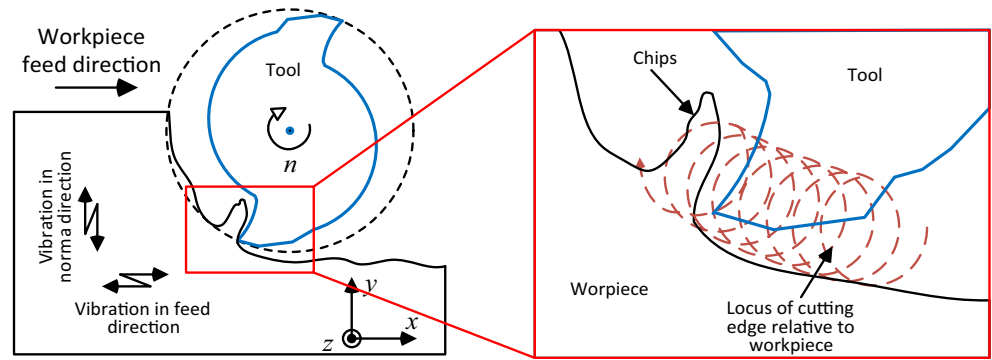 Workpiece
feed direction
Tool
n
Vibration in
norma direction
Vibration in feed
direction
y
x
z
Chips
Tool
Worpiece
Locus of cutting
edge relative to
workpiece